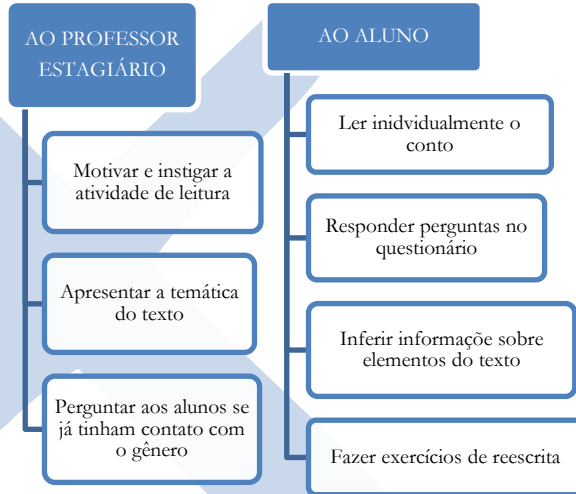 AO PROFESSOR
ESTAGIÁRIO
Motivar e instigar a
atividade de leitura
Apresentar a temática
do texto
Perguntar aos alunos se
já tinham contato com
o gênero
AO ALUNO
Ler inidvidualmente o
conto
Responder perguntas no
questionário
Inferir informaçõe sobre
elementos do texto
Fazer exercícios de reescrita